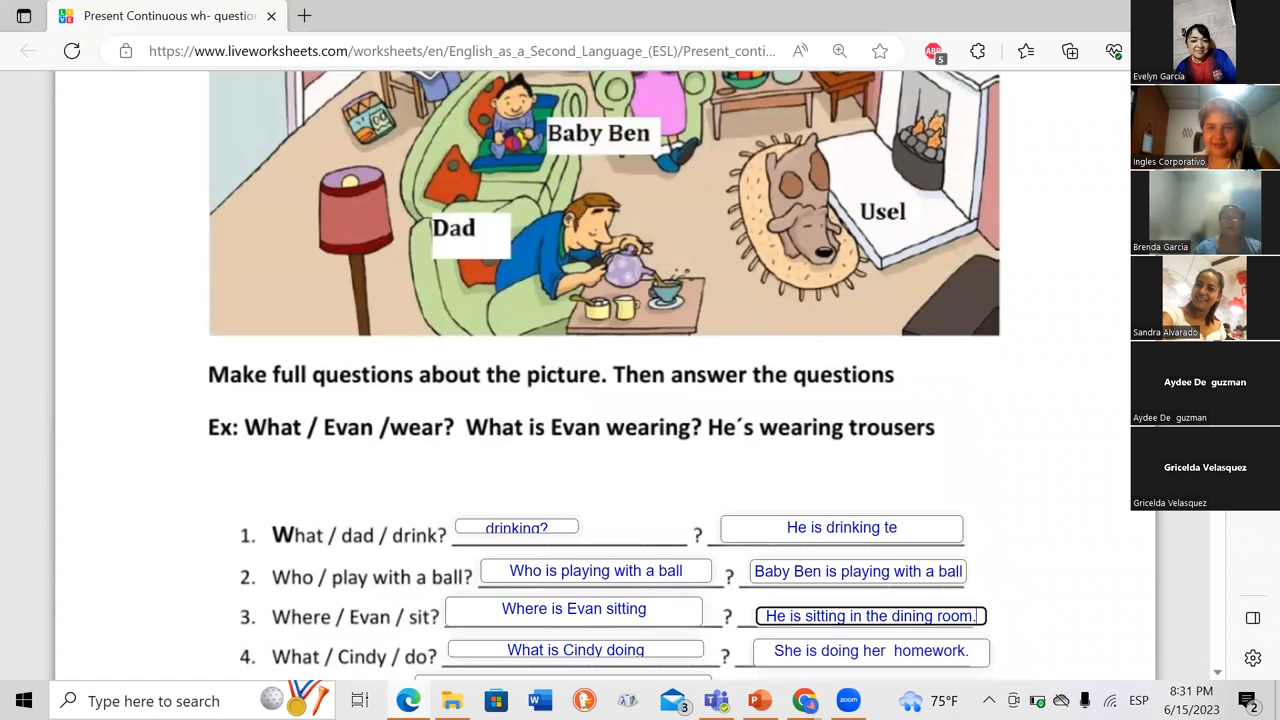 Present Continuous wh- questio
https://www.liveworksheets.com/worksheets/en/English_as_a_Second_Language_(ESL)/Present_conti...
5
Evelyn García
Ingles Corporativo
Brenda Garcia
Sandra Alvarado
Aydee De guzman
Aydee De guzman
Gricelda Velasquez
Gricelda Velasquez
Baby Ben
Dad
Usel
Make full questions about the picture. Then answer the questions
Ex: What / Evan /wear? What is Evan wearing? He´s wearing trousers
1. What / dad / drink? drinking? ? He is drinking te
2. Who / play with a ball? Who is playing with a ball ? Baby Ben is playing with a ball
3. Where / Evan / sit? Where is Evan sitting ? He is sitting in the dining room.
4. What / Cindy / do? What is Cindy doing ? She is doing her homework.
Type here to search
3
75°F
ESP
8:31 PM
6/15/2023
2